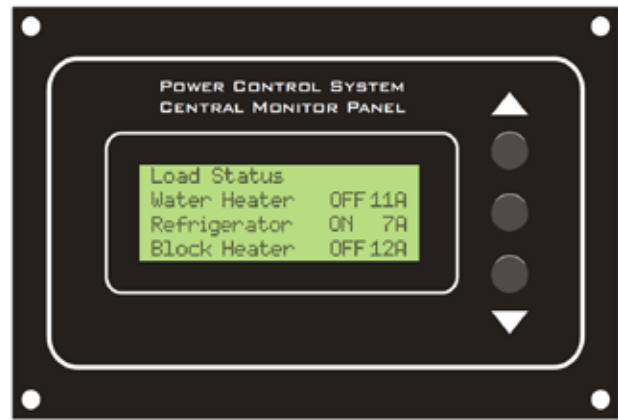 POWER CONTROL SYSTEM
CENTRAL MONITOR PANEL
Load Status
Water Heater OFF 11A
Refrigerator ON 7A
Block Heater OFF 12A